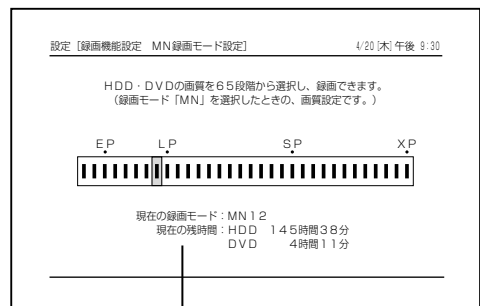 設定［録画機能設定　MN録画モード設定］ 4/20[木]午後 9:30
HDD・DVDの画質を65段階から選択し、録画できます。
（録画モード「MN」を選択したときの、画質設定です。）
EP LP SP XP
現在の録画モード：MN12
現在の残時間：HDD　145時間38分
DVD　4時間11分